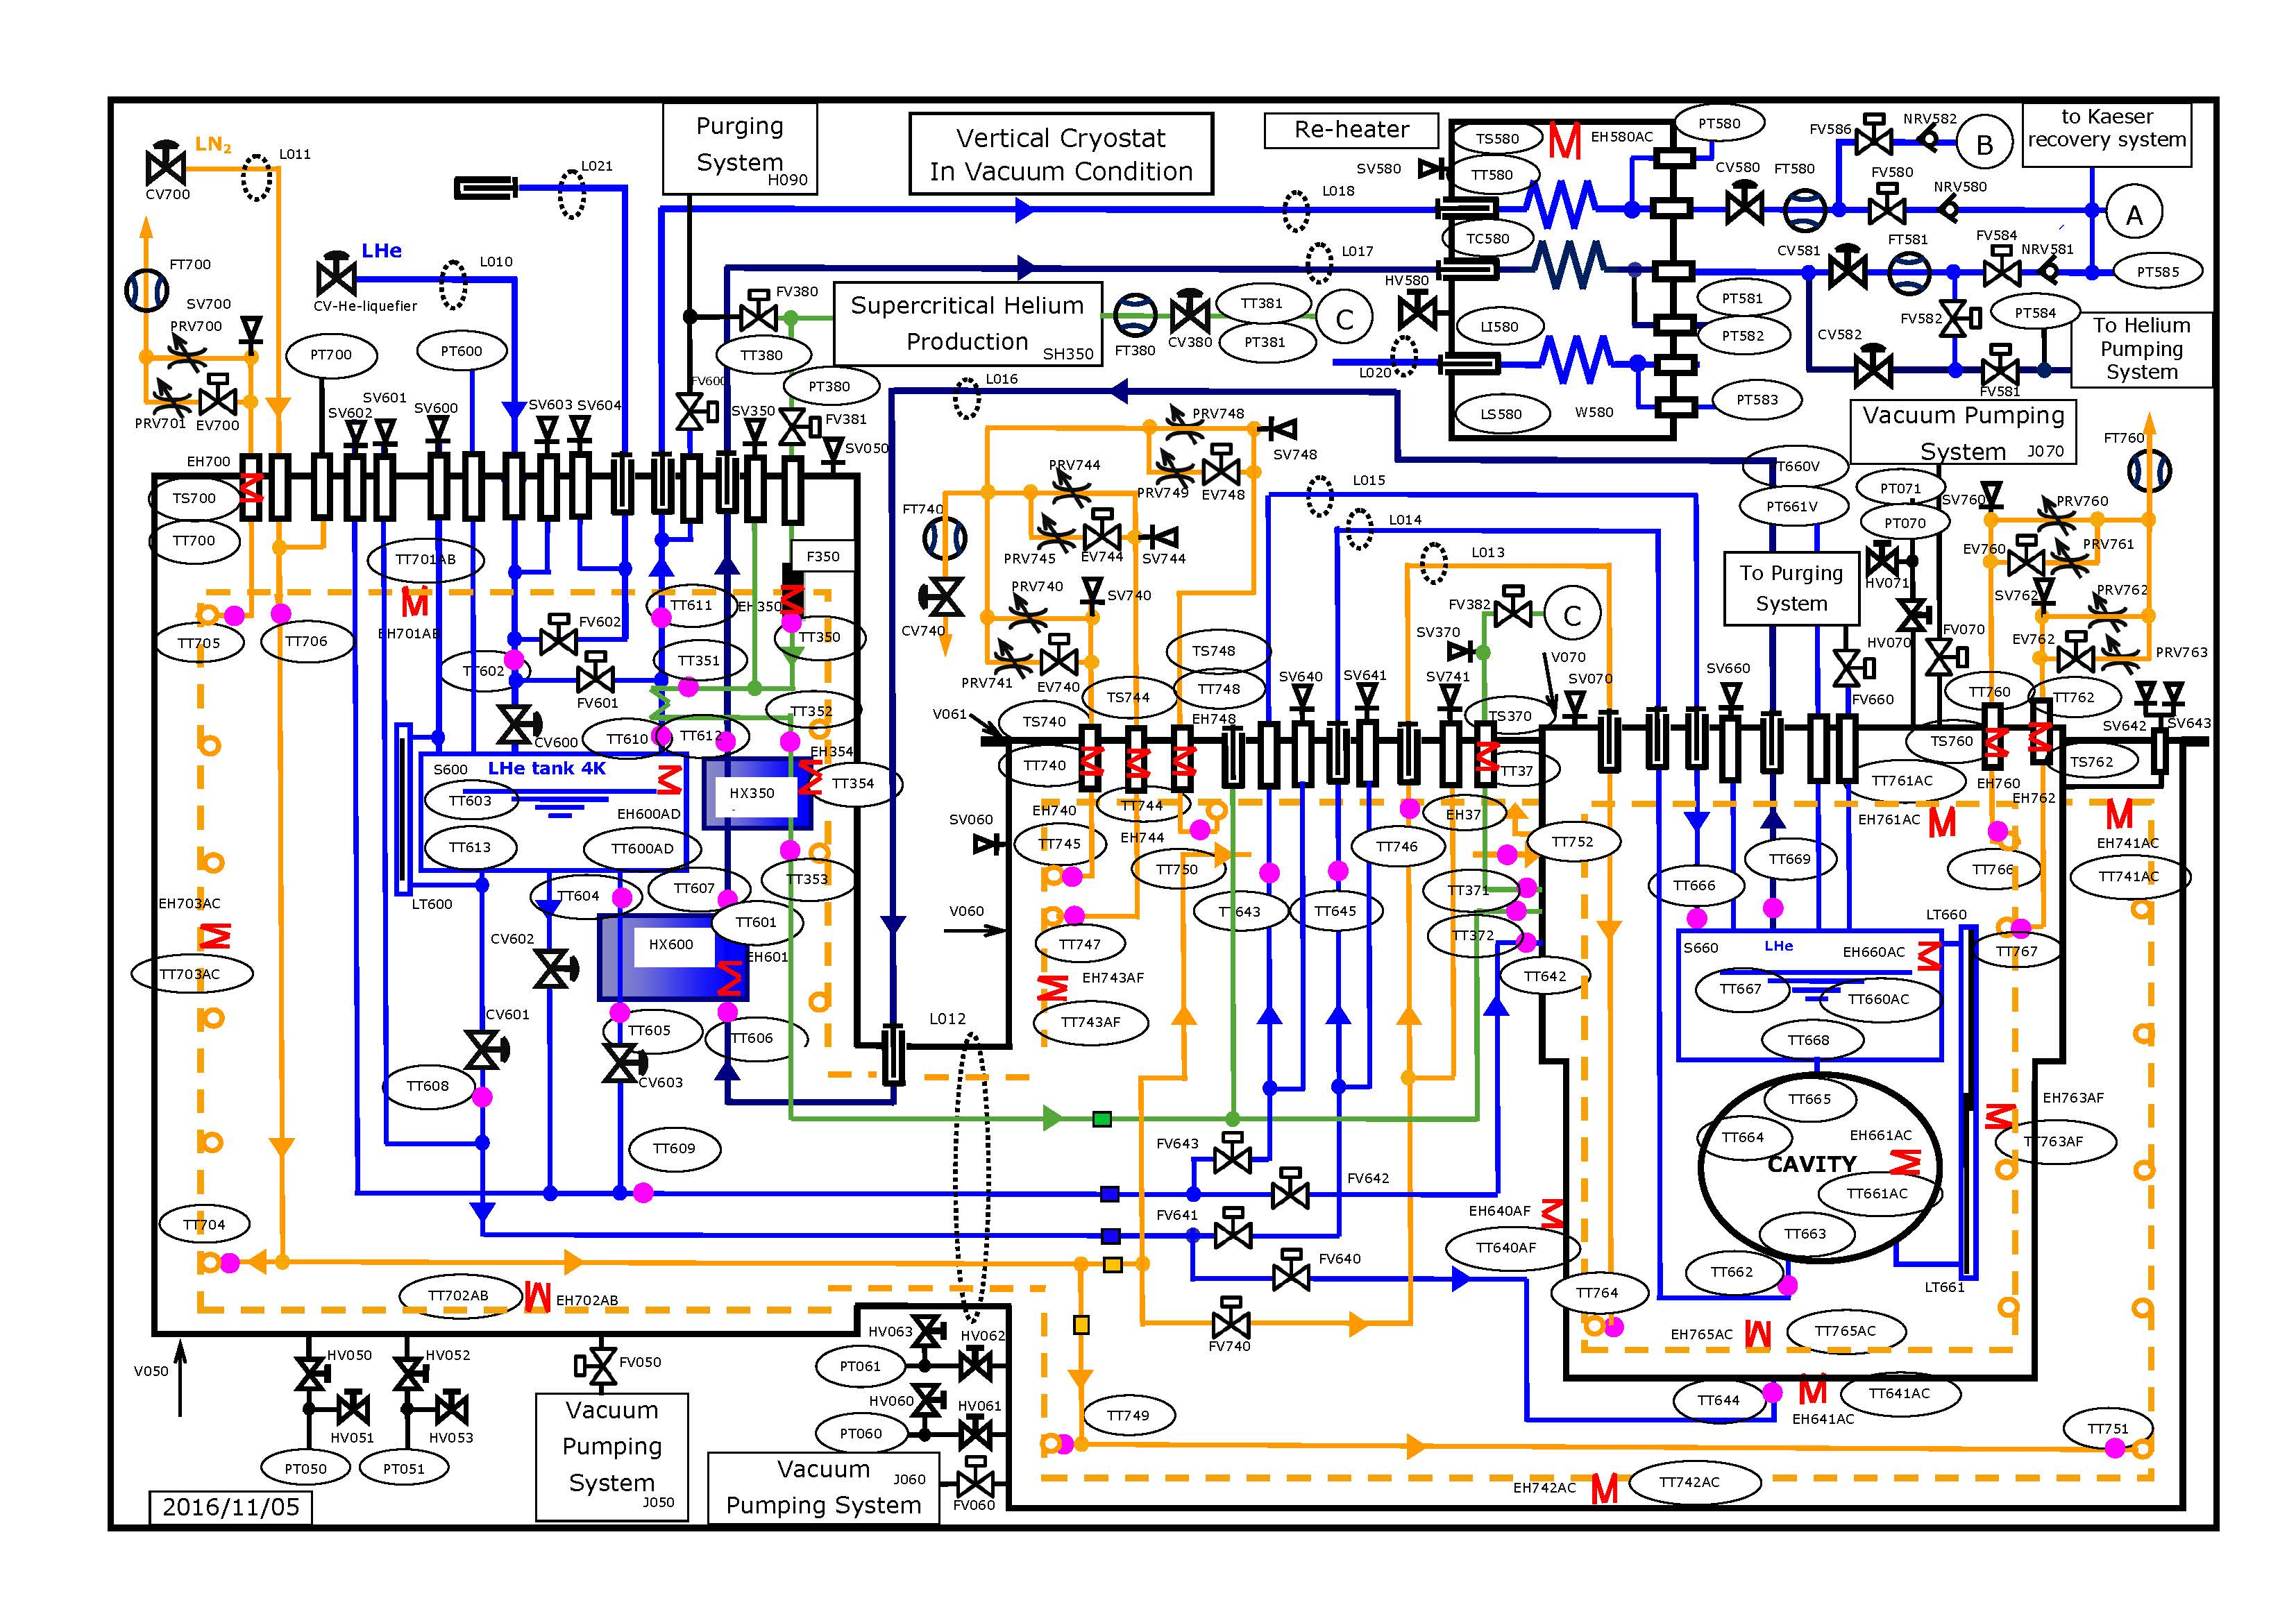 Purging
System
H090
Vertical Cryostat
In Vacuum Condition
Re-heater
to Kaeser
recovery system
LN2
L011
CV700
L021
LHe
L010
CV-He-liquefier
FT700
SV700
PRV700
PRV701
EV700
PT700
PT600
SV602
SV601
SV600
SV603
SV604
FV600
SV350
FV380
TT380
PT380
FV381
SV050
Supercritical Helium
Production
SH350
FT380
CV380
TT381
PT381
C
L018
L017
L016
L020
SV580
HV580
TS580
TT580
EH580AC
TC580
LI580
LS580
W580
PT580
PT581
PT582
PT583
CV580
FT580
FV586
NRV582
B
FV580
NRV580
A
CV581
FT581
FV584
NRV581
PT585
CV582
FV582
PT584
FV581
To Helium
Pumping
System
Vacuum Pumping
System
J070
FT760
EH700
TS700
TT700
TT701AB
EH701AB
TT705
TT706
TT602
FV602
FV601
CV600
TT611
TT351
TT610
TT612
EH350
F350
TT350
TT352
EH354
TT354
HX350
S600
LHe tank 4K
TT603
TT613
EH600AD
TT600AD
LT600
TT604
TT607
TT601
TT353
HX600
EH601
CV602
CV601
TT605
TT606
CV603
TT608
TT609
EH703AC
TT703AC
TT704
TT702AB
EH702AB
V050
HV050
HV051
HV052
HV053
PT050
PT051
FV050
Vacuum
Pumping
System
J050
2016/11/05
HV063
HV062
PT061
HV060
HV061
PT060
Vacuum
Pumping System
J060
FV060
L012
FT740
CV740
PRV748
SV748
PRV749
EV748
PRV744
PRV745
EV744
SV744
PRV740
SV740
PRV741
EV740
L015
L014
L013
TS748
TT748
EH748
TS744
TS740
TT740
V061
V060
SV060
EH740
TT744
EH744
TT745
TT750
TT747
EH743AF
TT743AF
SV640
SV641
SV741
FV382
C
SV370
V070
SV070
TS370
TT37
EH37
TT746
TT371
TT372
TT752
TT642
TT643
TT645
FV643
FV642
FV641
FV640
FV740
TT749
TT751
EH742AC
TT742AC
EH640AF
TT640AF
TT764
EH765AC
TT765AC
TT644
EH641AC
TT641AC
TT660V
PT661V
PT071
PT070
To Purging
System
HV071
HV070
FV070
FV660
SV660
SV760
PRV760
PRV761
EV760
SV762
PRV762
EV762
PRV763
TT760
TT762
TS760
TS762
SV642
SV643
TT761AC
EH761AC
EH760
EH762
TT766
TT767
EH741AC
TT741AC
TT666
TT669
S660
LHe
EH660AC
LT660
TT667
TT660AC
TT668
TT665
TT664
EH661AC
CAVITY
TT661AC
TT663
TT662
LT661
EH763AF
TT763AF